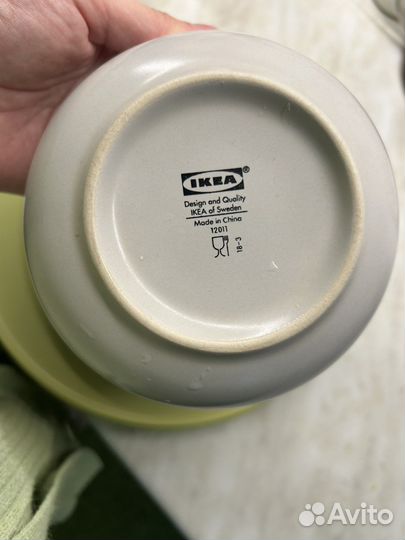 IKEA®
Design and Quality
IKEA of Sweden
Made in China
12011
18-3
Avito